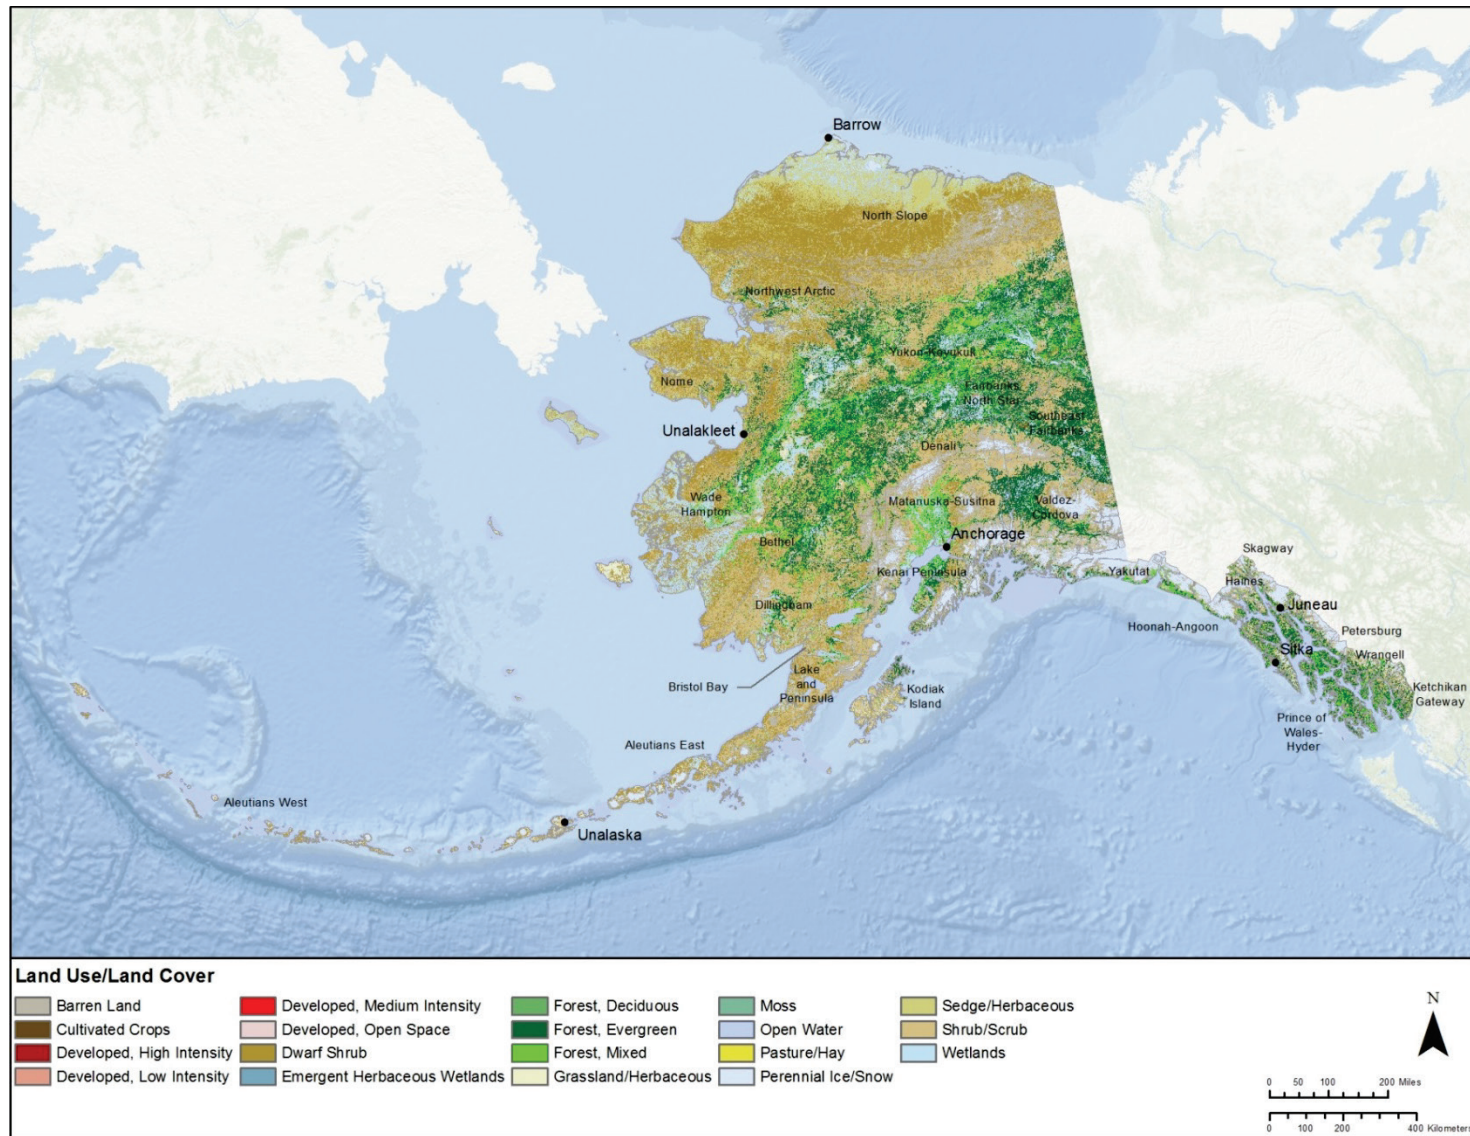 Barrow
North Slope
Northwest Arctic
Yukon-Koyukuk
Nome
Fairbanks
North Star
Southeast
Fairbanks
Unalakleet
Denali
Wade
Hampton
Matanuska-Susitna
Valdez-
Cordova
Bethel
Anchorage
Kenai Peninsula
Yakutat
Skagway
Haines
Dillingham
Juneau
Hoonah-Angoon
Petersburg
Sitka
Wrangell
Bristol Bay
Lake
and
Peninsula
Kodiak
Island
Ketchikan
Gateway
Prince of
Wales-
Hyder
Aleutians East
Aleutians West
Unalaska
Land Use/Land Cover
Barren Land
Cultivated Crops
Developed, High Intensity
Developed, Low Intensity
Developed, Medium Intensity
Developed, Open Space
Dwarf Shrub
Emergent Herbaceous Wetlands
Forest, Deciduous
Forest, Evergreen
Forest, Mixed
Grassland/Herbaceous
Moss
Open Water
Pasture/Hay
Perennial Ice/Snow
Sedge/Herbaceous
Shrub/Scrub
Wetlands
N
0 50 100 200 Miles
0 100 200 400 Kilometers